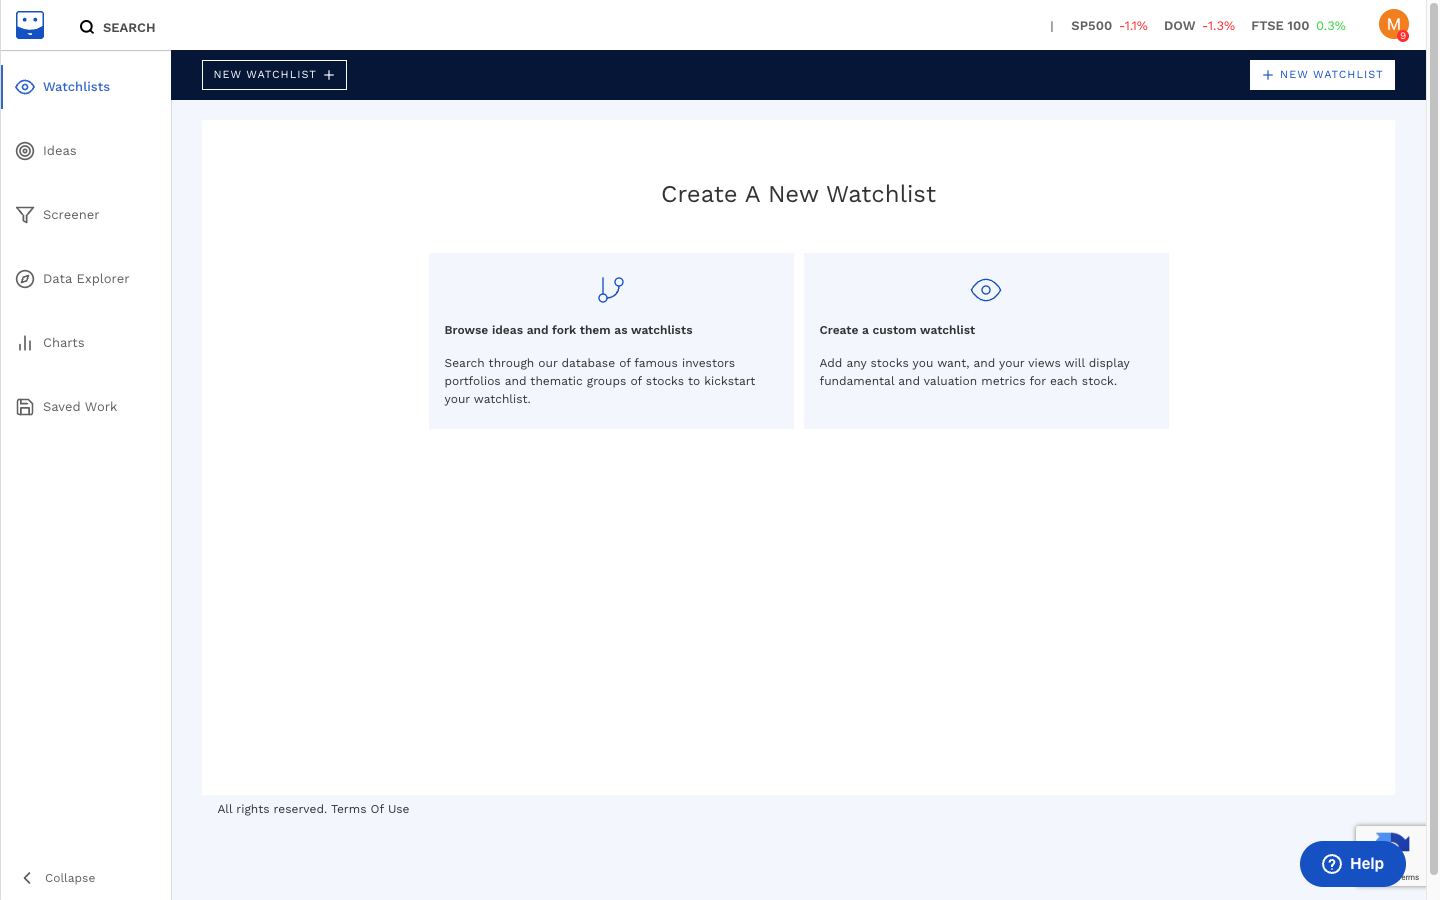 SEARCH
| SP500 -1.1% DOW -1.3% FTSE 100 0.3%
M
9
Watchlists
Ideas
Screener
Data Explorer
Charts
Saved Work
Collapse
NEW WATCHLIST +
+ NEW WATCHLIST
Create A New Watchlist
Browse ideas and fork them as watchlists
Search through our database of famous investors
portfolios and thematic groups of stocks to kickstart
your watchlist.
Create a custom watchlist
Add any stocks you want, and your views will display
fundamental and valuation metrics for each stock.
All rights reserved. Terms Of Use
Help